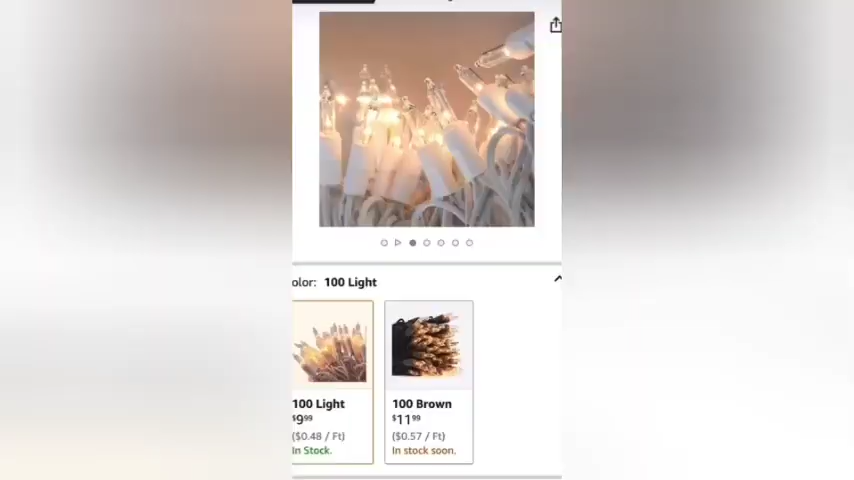 olor: 100 Light
100 Light
$9.99
($0.48 / Ft)
In Stock.
100 Brown
$11.99
($0.57 / Ft)
In stock soon.